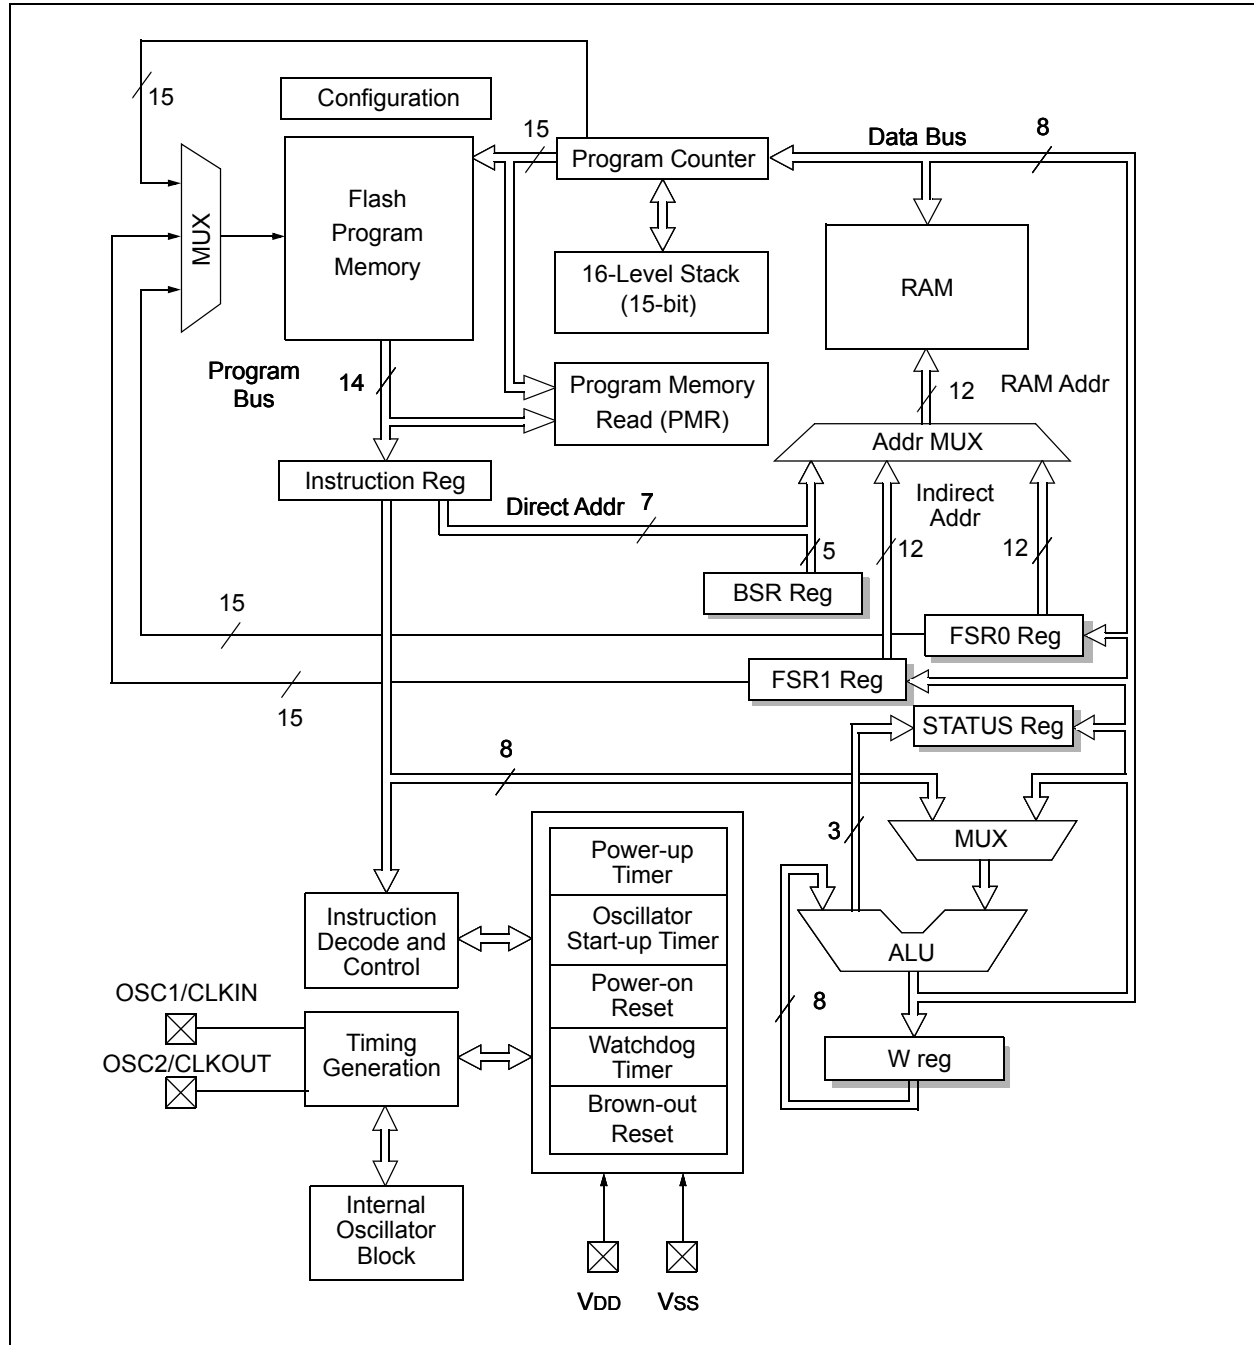 15
Configuration
15
Program Counter
Data Bus
8
MUX
Flash
Program
Memory
16-Level Stack
(15-bit)
RAM
Program
Bus
14
Program Memory
Read (PMR)
12
RAM Addr
Addr MUX
Instruction Reg
Direct Addr
7
Indirect
Addr
5
12
12
BSR Reg
15
FSR0 Reg
15
FSR1 Reg
STATUS Reg
8
3
MUX
Power-up
Timer
Oscillator
Start-up Timer
Power-on
Reset
Watchdog
Timer
Brown-out
Reset
Instruction
Decode and
Control
ALU
8
W reg
OSC1/CLKIN
OSC2/CLKOUT
Timing
Generation
Internal
Oscillator
Block
VDD
VSS